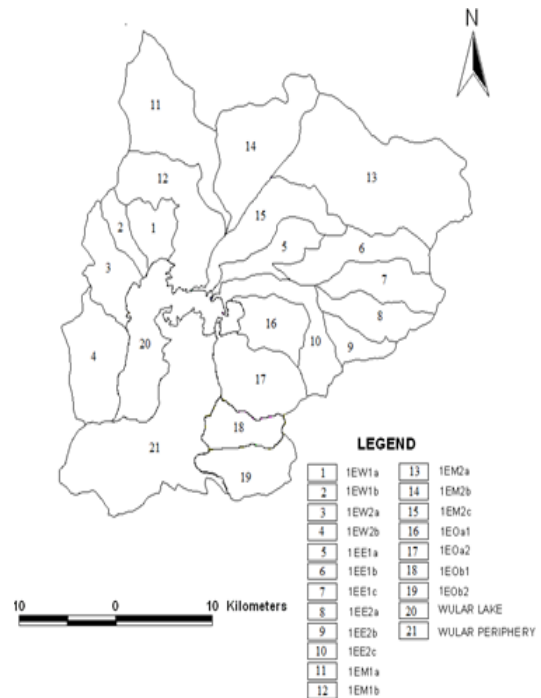 N
11
14
13
12
15
2
1
5
6
3
7
8
16
10
9
20
4
17
18
21
19
LEGEND
1 1EW1a
2 1EW1b
3 1EW2a
4 1EW2b
5 1EE1a
6 1EE1b
7 1EE1c
8 1EE2a
9 1EE2b
10 1EE2c
11 1EM1a
12 1EM1b
13 1EM2a
14 1EM2b
15 1EM2c
16 1EOa1
17 1EOa2
18 1EOb1
19 1EOb2
20 WULAR LAKE
21 WULAR PERIPHERY
10 0 10 Kilometers